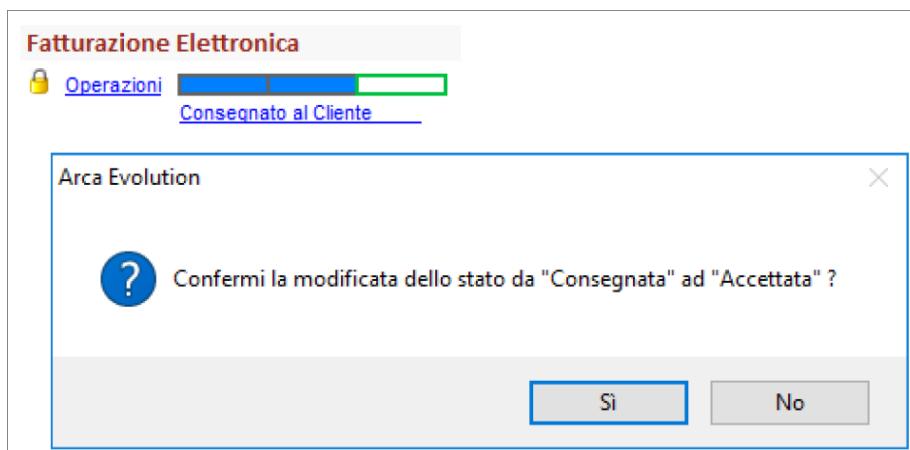 Fatturazione Elettronica
Operazioni
Consegnato al Cliente
Arca Evolution
Confermi la modificata dello stato da "Consegnata" ad "Accettata" ?
Sì
No